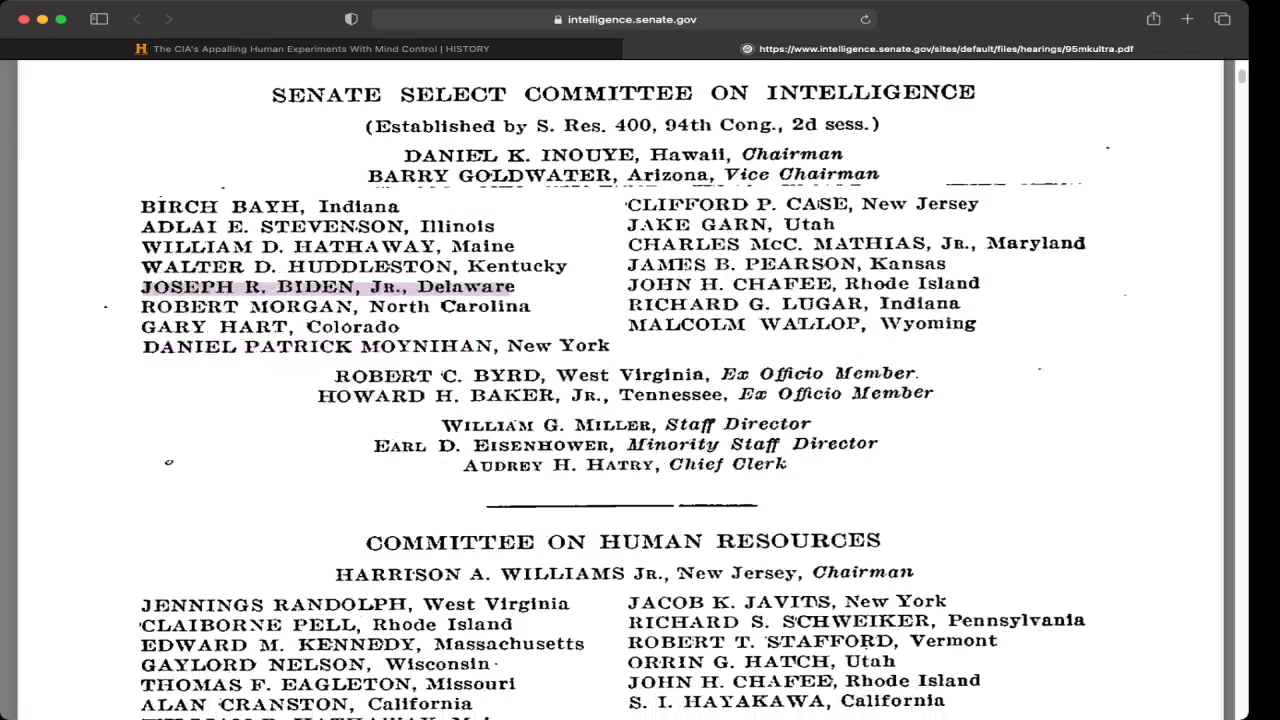 intelligence.senate.gov
The CIA's Appalling Human Experiments With Mind Control | HISTORY
https://www.intelligence.senate.gov/sites/default/files/hearings/95mkultra.pdf
SENATE SELECT COMMITTEE ON INTELLIGENCE
(Established by S. Res. 400, 94th Cong., 2d sess.)
DANIEL K. INOUYE, Hawaii, Chairman
BARRY GOLDWATER, Arizona, Vice Chairman
BIRCH BAYH, Indiana
ADLAI E. STEVENSON, Illinois
WILLIAM D. HATHAWAY, Maine
WALTER D. HUDDLESTON, Kentucky
JOSEPH R. BIDEN, JR., Delaware
ROBERT MORGAN, North Carolina
GARY HART, Colorado
DANIEL PATRICK MOYNIHAN, New York
CLIFFORD P. CASE, New Jersey
JAKE GARN, Utah
CHARLES McC. MATHIAS, JR., Maryland
JAMES B. PEARSON, Kansas
JOHN H. CHAFEE, Rhode Island
RICHARD G. LUGAR, Indiana
MALCOLM WALLOP, Wyoming
ROBERT C. BYRD, West Virginia, Ex Officio Member.
HOWARD H. BAKER, JR., Tennessee, Ex Officio Member
WILLIAM G. MILLER, Staff Director
EARL D. EISENHOWER, Minority Staff Director
AUDREY H. HATRY, Chief Clerk
COMMITTEE ON HUMAN RESOURCES
HARRISON A. WILLIAMS JR., New Jersey, Chairman
JENNINGS RANDOLPH, West Virginia
CLAIBORNE PELL, Rhode Island
EDWARD M. KENNEDY, Massachusetts
GAYLORD NELSON, Wisconsin
THOMAS F. EAGLETON, Missouri
ALAN CRANSTON, California
JACOB K. JAVITS, New York
RICHARD S. SCHWEIKER, Pennsylvania
ROBERT T. STAFFORD, Vermont
ORRIN G. HATCH, Utah
JOHN H. CHAFEE, Rhode Island
S. I. HAYAKAWA, California